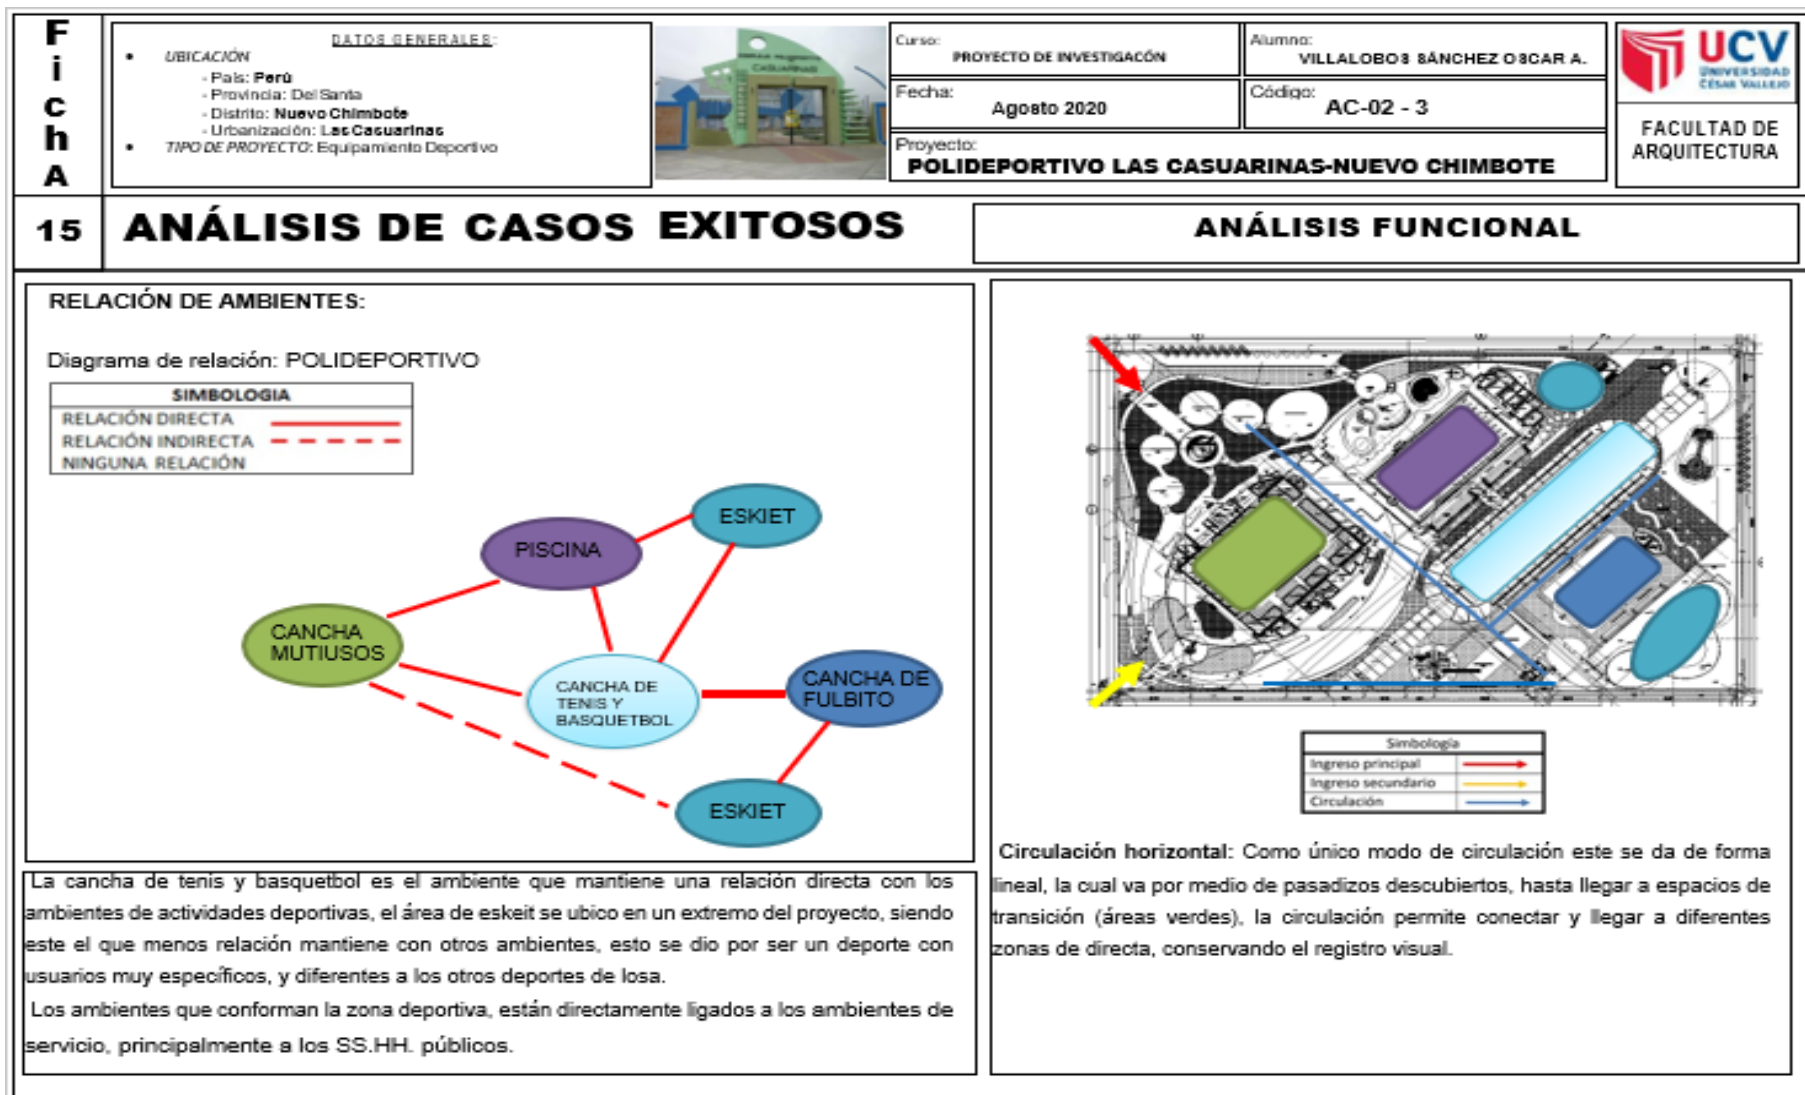 F
i
c
h
A
DATOS GENERALES:
• UBICACIÓN
- País: Perú
- Provincia: Del Santa
- Distrito: Nuevo Chimbote
- Urbanización: Las Casuarinas
• TIPO DE PROYECTO: Equipamiento Deportivo
CASUARINAS
Curso:
PROYECTO DE INVESTIGACÓN
Alumno:
VILLALOBOS SÁNCHEZ OSCAR A.
Fecha:
Agosto 2020
Código:
AC-02 - 3
Proyecto:
POLIDEPORTIVO LAS CASUARINAS-NUEVO CHIMBOTE
UCV
UNIVERSIDAD
CÉSAR VALLEJO
FACULTAD DE
ARQUITECTURA
15
ANÁLISIS DE CASOS EXITOSOS
ANÁLISIS FUNCIONAL
RELACIÓN DE AMBIENTES:
Diagrama de relación: POLIDEPORTIVO
SIMBOLOGIA
RELACIÓN DIRECTA
RELACIÓN INDIRECTA
NINGUNA RELACIÓN
ESKIET
PISCINA
CANCHA
MUTIUSOS
CANCHA DE
TENIS Y
BASQUETBOL
CANCHA DE
FULBITO
ESKIET
La cancha de tenis y basquetbol es el ambiente que mantiene una relación directa con los
ambientes de actividades deportivas, el área de eskeit se ubico en un extremo del proyecto, siendo
este el que menos relación mantiene con otros ambientes, esto se dio por ser un deporte con
usuarios muy específicos, y diferentes a los otros deportes de losa.
Los ambientes que conforman la zona deportiva, están directamente ligados a los ambientes de
servicio, principalmente a los SS.HH. públicos.
Simbología
Ingreso principal
Ingreso secundario
Circulación
Circulación horizontal: Como único modo de circulación este se da de forma
lineal, la cual va por medio de pasadizos descubiertos, hasta llegar a espacios de
transición (áreas verdes), la circulación permite conectar y llegar a diferentes
zonas de directa, conservando el registro visual.